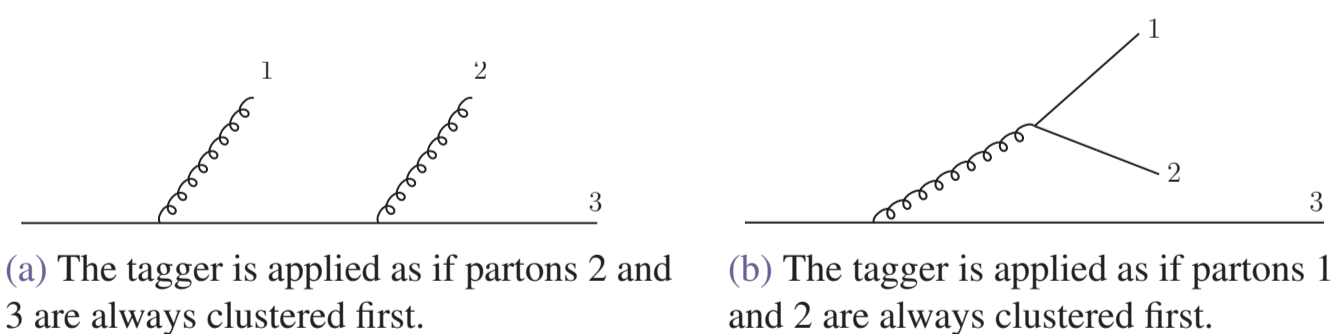 1
2
3
(a) The tagger is applied as if partons 2 and
3 are always clustered first.
1
2
3
(b) The tagger is applied as if partons 1
and 2 are always clustered first.